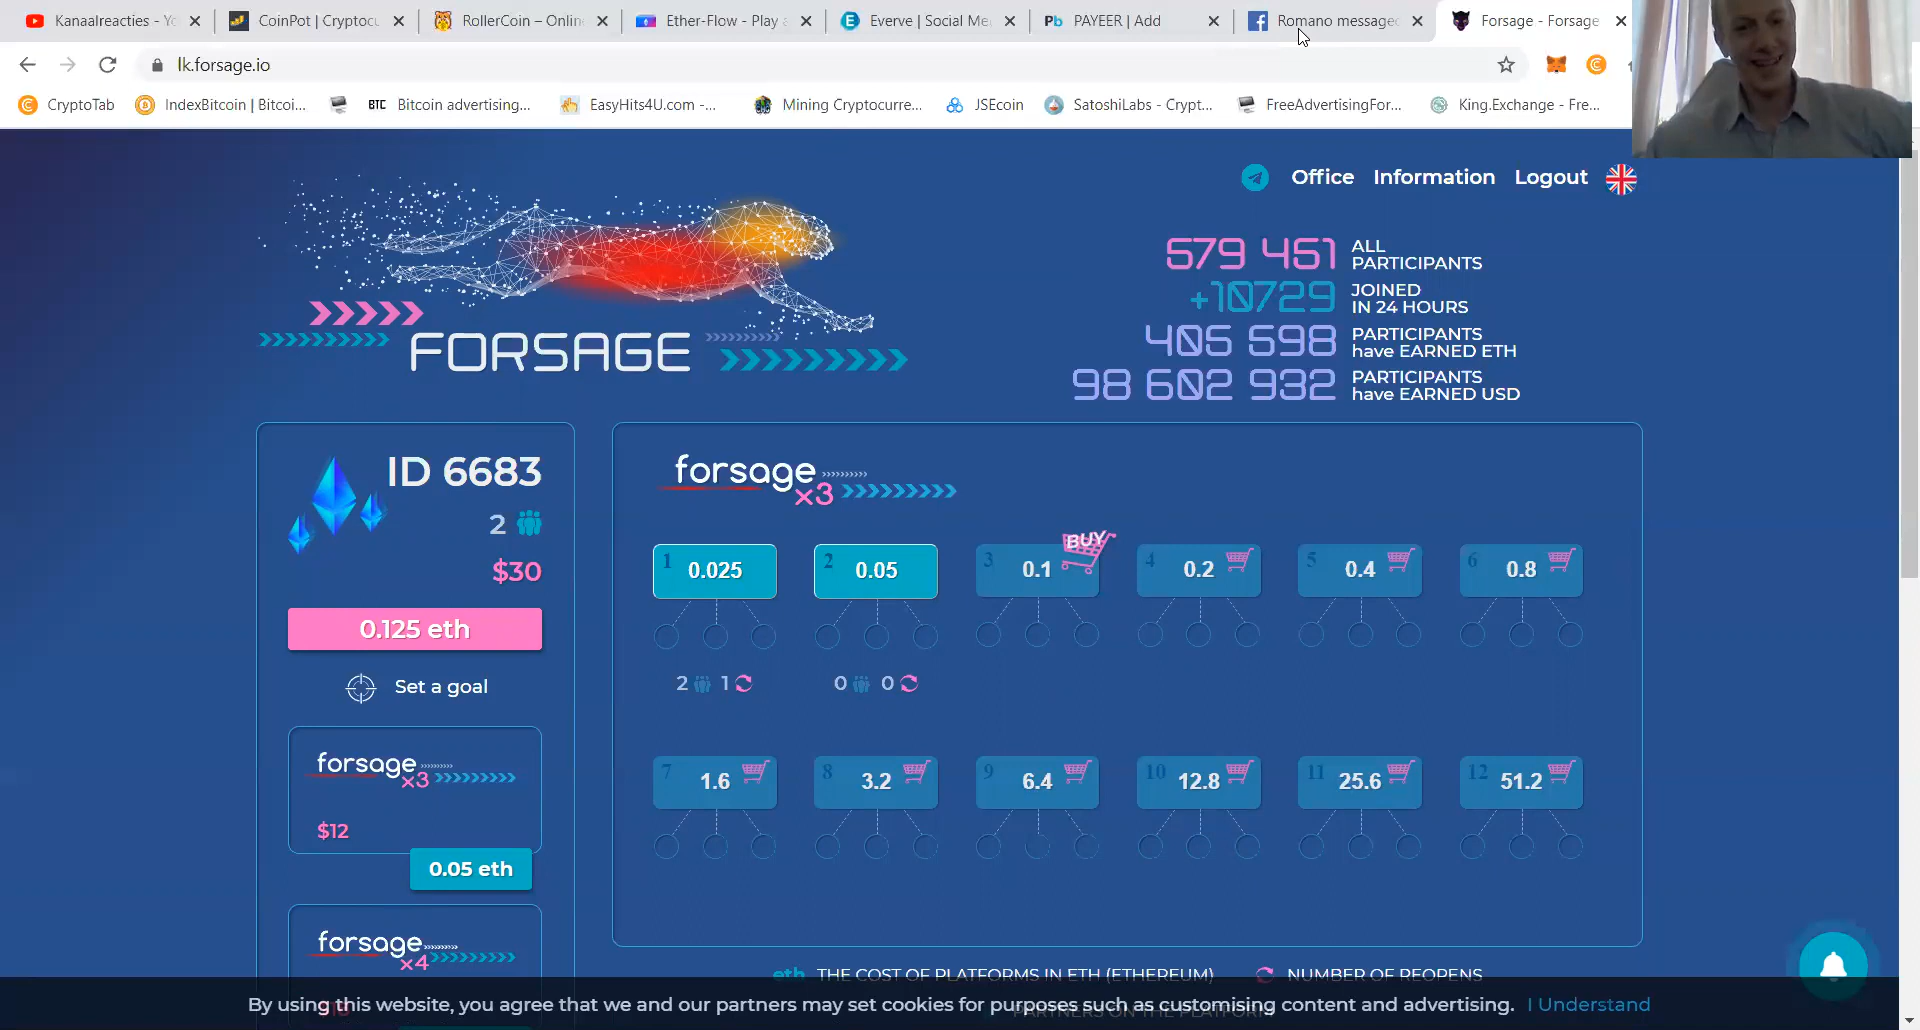 Kanaalreacties - Yo
CoinPot | Cryptocu
RollerCoin – Online
Ether-Flow - Play a
Everve | Social Me
PAYEER | Add
Romano messaged
Forsage - Forsage
lk.forsage.io
CryptoTab
IndexBitcoin | Bitcoi...
BTC Bitcoin advertising...
EasyHits4U.com -...
Mining Cryptocurre...
JSEcoin
SatoshiLabs - Crypt...
FreeAdvertisingFor...
King.Exchange - Fre...
Office Information Logout
579 451 ALL PARTICIPANTS
+10729 JOINED IN 24 HOURS
405 598 PARTICIPANTS have EARNED ETH
98 602 932 PARTICIPANTS have EARNED USD
FORSAGE
ID 6683
2
$30
0.125 eth
Set a goal
forsage x3
$12
0.05 eth
forsage x4
forsage x3
1 0.025
2 0.05
3 0.1 BUY
4 0.2
5 0.4
6 0.8
2 1
0 0
7 1.6
8 3.2
9 6.4
10 12.8
11 25.6
12 51.2
eth THE COST OF PLATFORMS IN ETH (ETHEREUM)
NUMBER OF REOPENS
PARTNERS ON THE PLATFORM
By using this website, you agree that we and our partners may set cookies for purposes such as customising content and advertising. I Understand